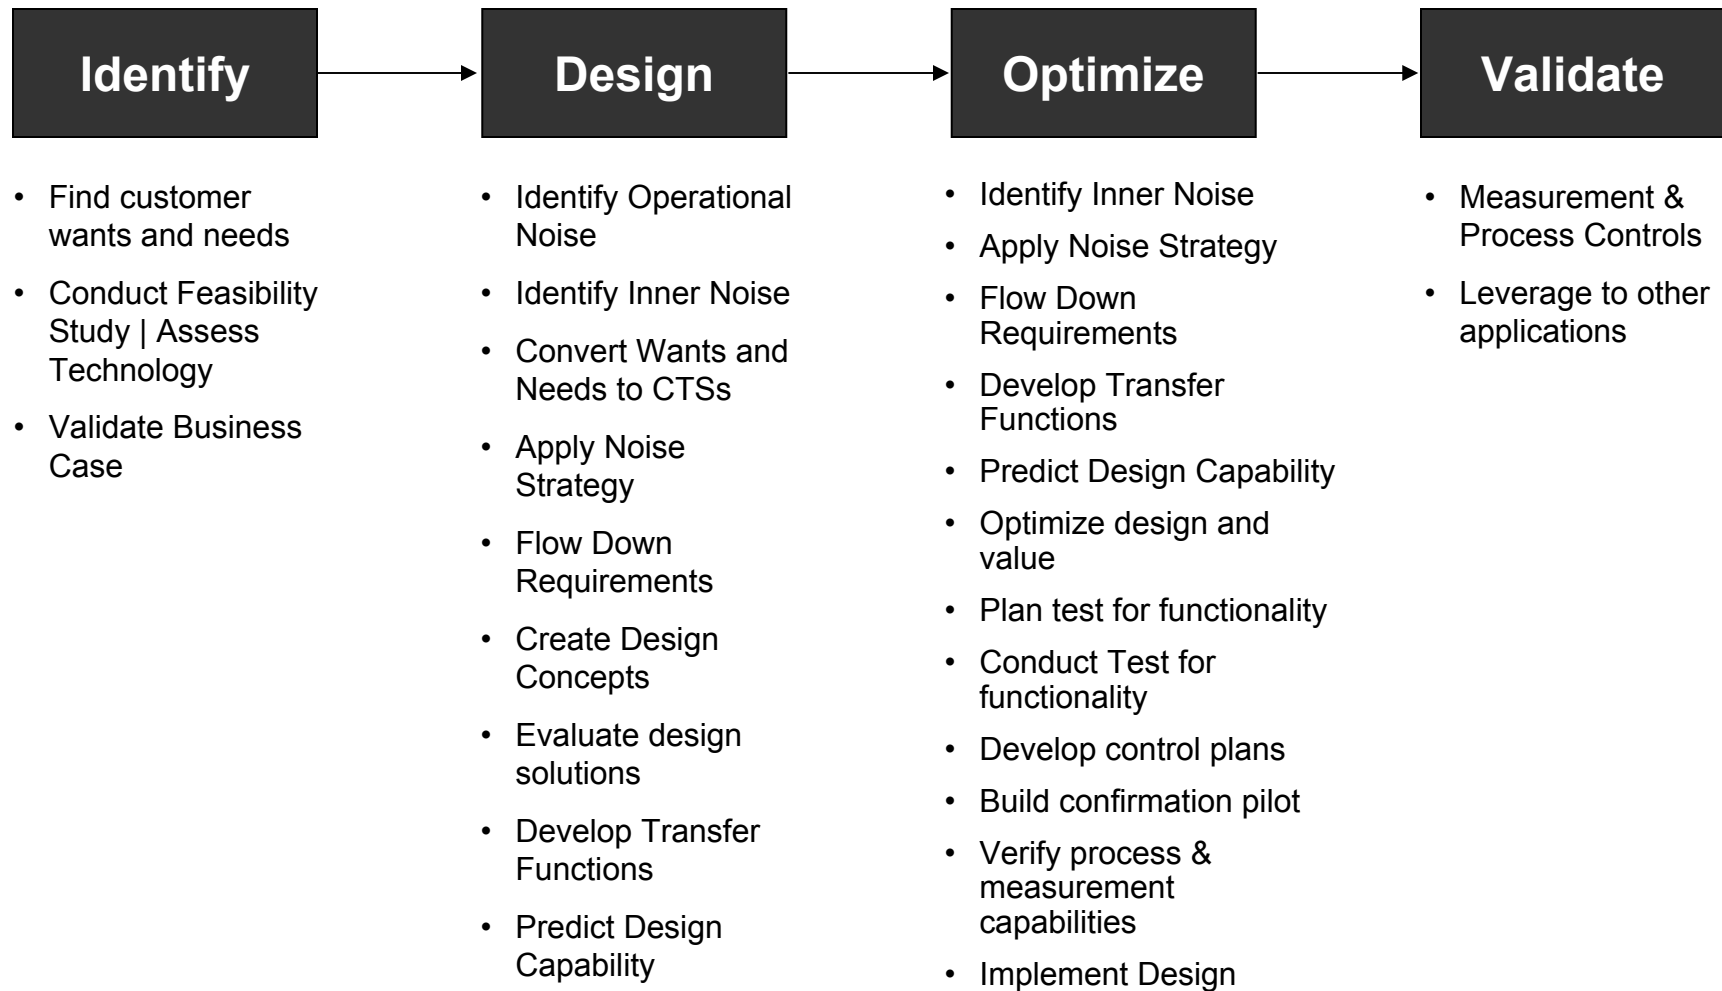 Identify
Design
Optimize
Validate
• Find customer
wants and needs
• Conduct Feasibility
Study | Assess
Technology
• Validate Business
Case
• Identify Operational
Noise
• Identify Inner Noise
• Convert Wants and
Needs to CTSs
• Apply Noise
Strategy
• Flow Down
Requirements
• Create Design
Concepts
• Evaluate design
solutions
• Develop Transfer
Functions
• Predict Design
Capability
• Identify Inner Noise
• Apply Noise Strategy
• Flow Down
Requirements
• Develop Transfer
Functions
• Predict Design Capability
• Optimize design and
value
• Plan test for functionality
• Conduct Test for
functionality
• Develop control plans
• Build confirmation pilot
• Verify process &
measurement
capabilities
• Implement Design
• Measurement &
Process Controls
• Leverage to other
applications